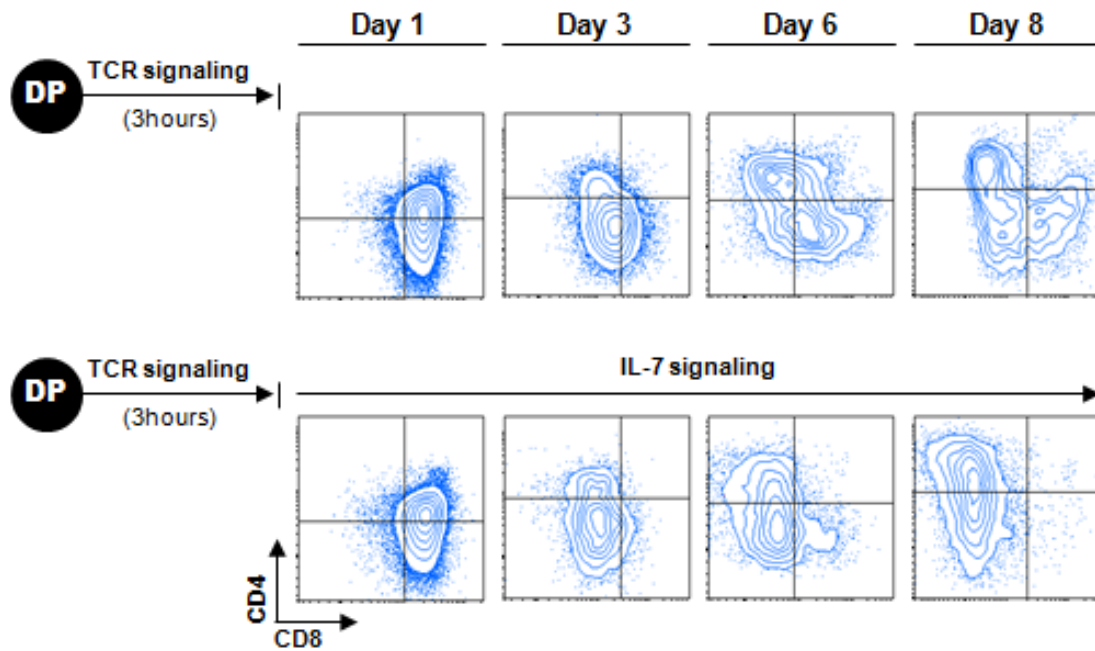 Day 1 Day 3 Day 6 Day 8
DP TCR signaling
(3hours)
DP TCR signaling IL-7 signaling
(3hours)
CD4
CD8